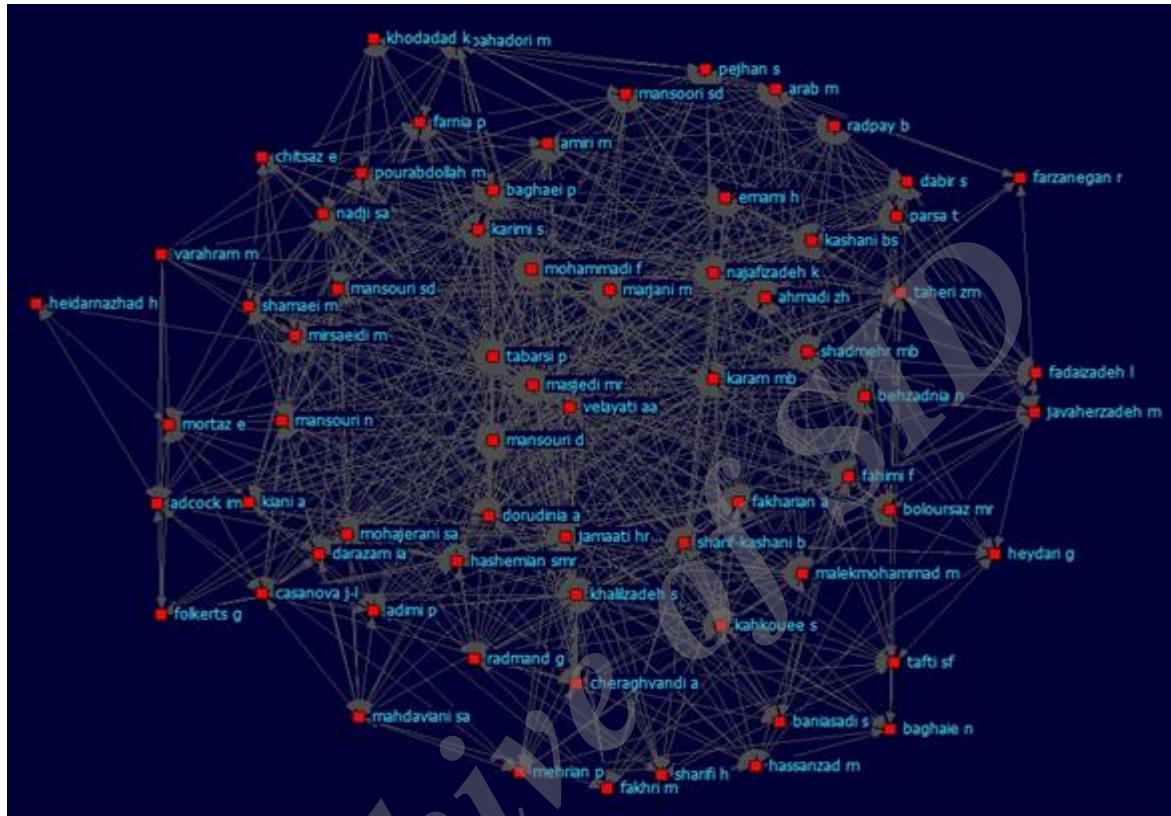 khodadad k
bahadori m
pejhan s
mansoori sd
arab m
farnia p
radpay b
amiri m
chitsaz e
pourabdollah m
farzanegan r
dabir s
baghaei p
emami h
nadji sa
parsa t
karimi s
kashani bs
varahram m
mohammadi f
najafizadeh k
mansouri sd
marjani m
ahmadi zh
taheri zm
heidarnazhad h
shamaei m
mirsaeidi m
shadmehr mb
tabarsi p
fadaizadeh l
karam mb
masjedi mr
behzadnia n
velayati aa
javaherzadeh m
mortaz e
mansouri n
mansouri d
fahimi f
adcock im
kiani a
fakharian a
boloursaz mr
dorudinia a
mohajerani sa
jamaati hr
sharif-kashani b
darazam ia
heydari g
hashemian smr
malekmohammad m
casanova j-l
khalilzadeh s
adimi p
folkerts g
kahkouee s
radmand g
tafti sf
cheraghvandi a
mahdaviani sa
baniasadi s
baghaie n
hassanzad m
mehrian p
sharifi h
fakhri m
hive of SID